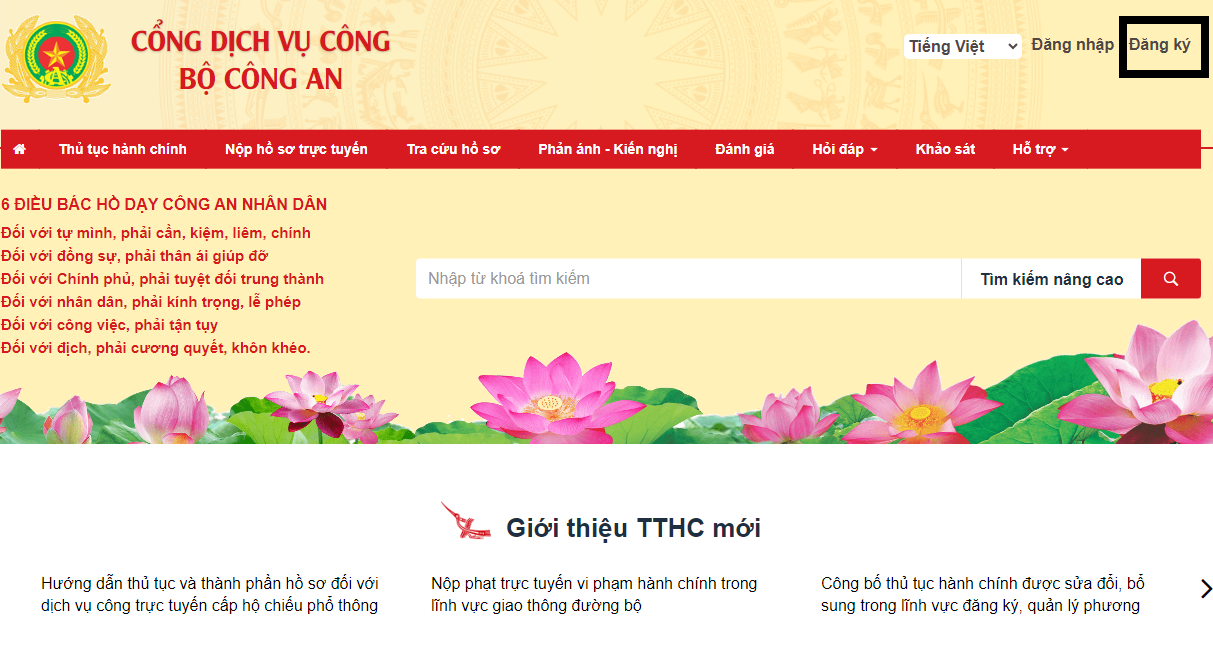 CỔNG DỊCH VỤ CÔNG
BỘ CÔNG AN
Tiếng Việt
Đăng nhập
Đăng ký
Thủ tục hành chính
Nộp hồ sơ trực tuyến
Tra cứu hồ sơ
Phản ánh - Kiến nghị
Đánh giá
Hỏi đáp
Khảo sát
Hỗ trợ
6 ĐIỀU BÁC HỒ DẠY CÔNG AN NHÂN DÂN
Đối với tự mình, phải cần, kiệm, liêm, chính
Đối với đồng sự, phải thân ái giúp đỡ
Đối với Chính phủ, phải tuyệt đối trung thành
Đối với nhân dân, phải kính trọng, lễ phép
Đối với công việc, phải tận tụy
Đối với địch, phải cương quyết, khôn khéo.
Nhập từ khoá tìm kiếm
Tìm kiếm nâng cao
Giới thiệu TTHC mới
Hướng dẫn thủ tục và thành phần hồ sơ đối với
dịch vụ công trực tuyến cấp hộ chiếu phổ thông
Nộp phạt trực tuyến vi phạm hành chính trong
lĩnh vực giao thông đường bộ
Công bố thủ tục hành chính được sửa đổi, bổ
sung trong lĩnh vực đăng ký, quản lý phương